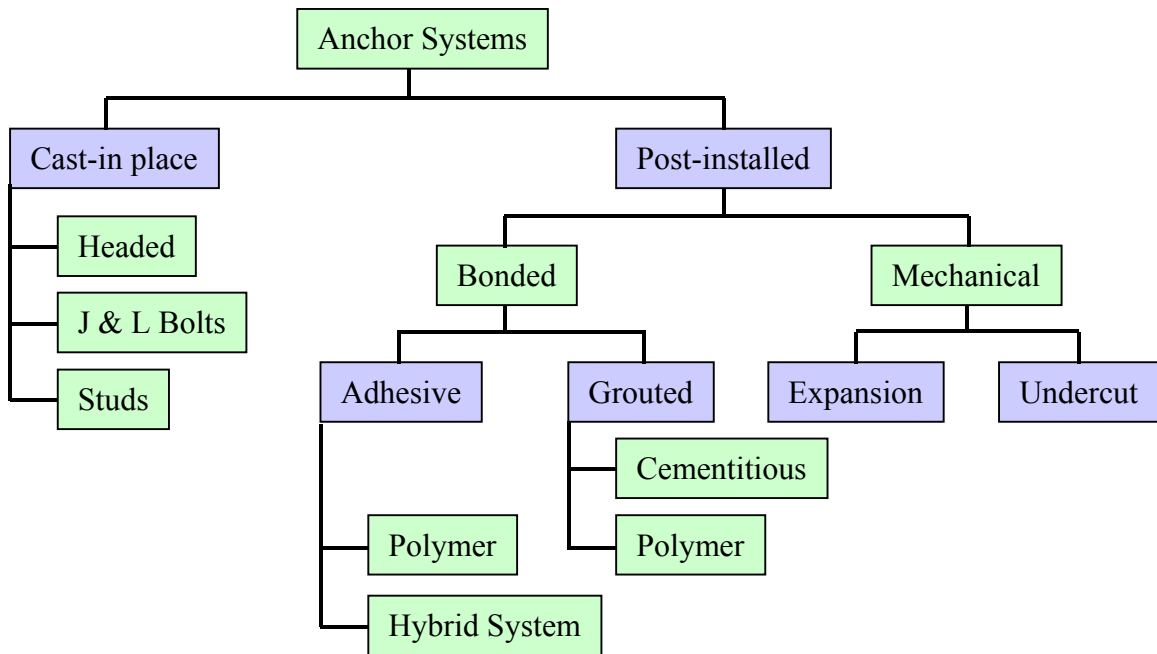 Anchor Systems
Cast-in place
Post-installed
Headed
J & L Bolts
Studs
Bonded
Mechanical
Adhesive
Grouted
Expansion
Undercut
Cementitious
Polymer
Polymer
Hybrid System